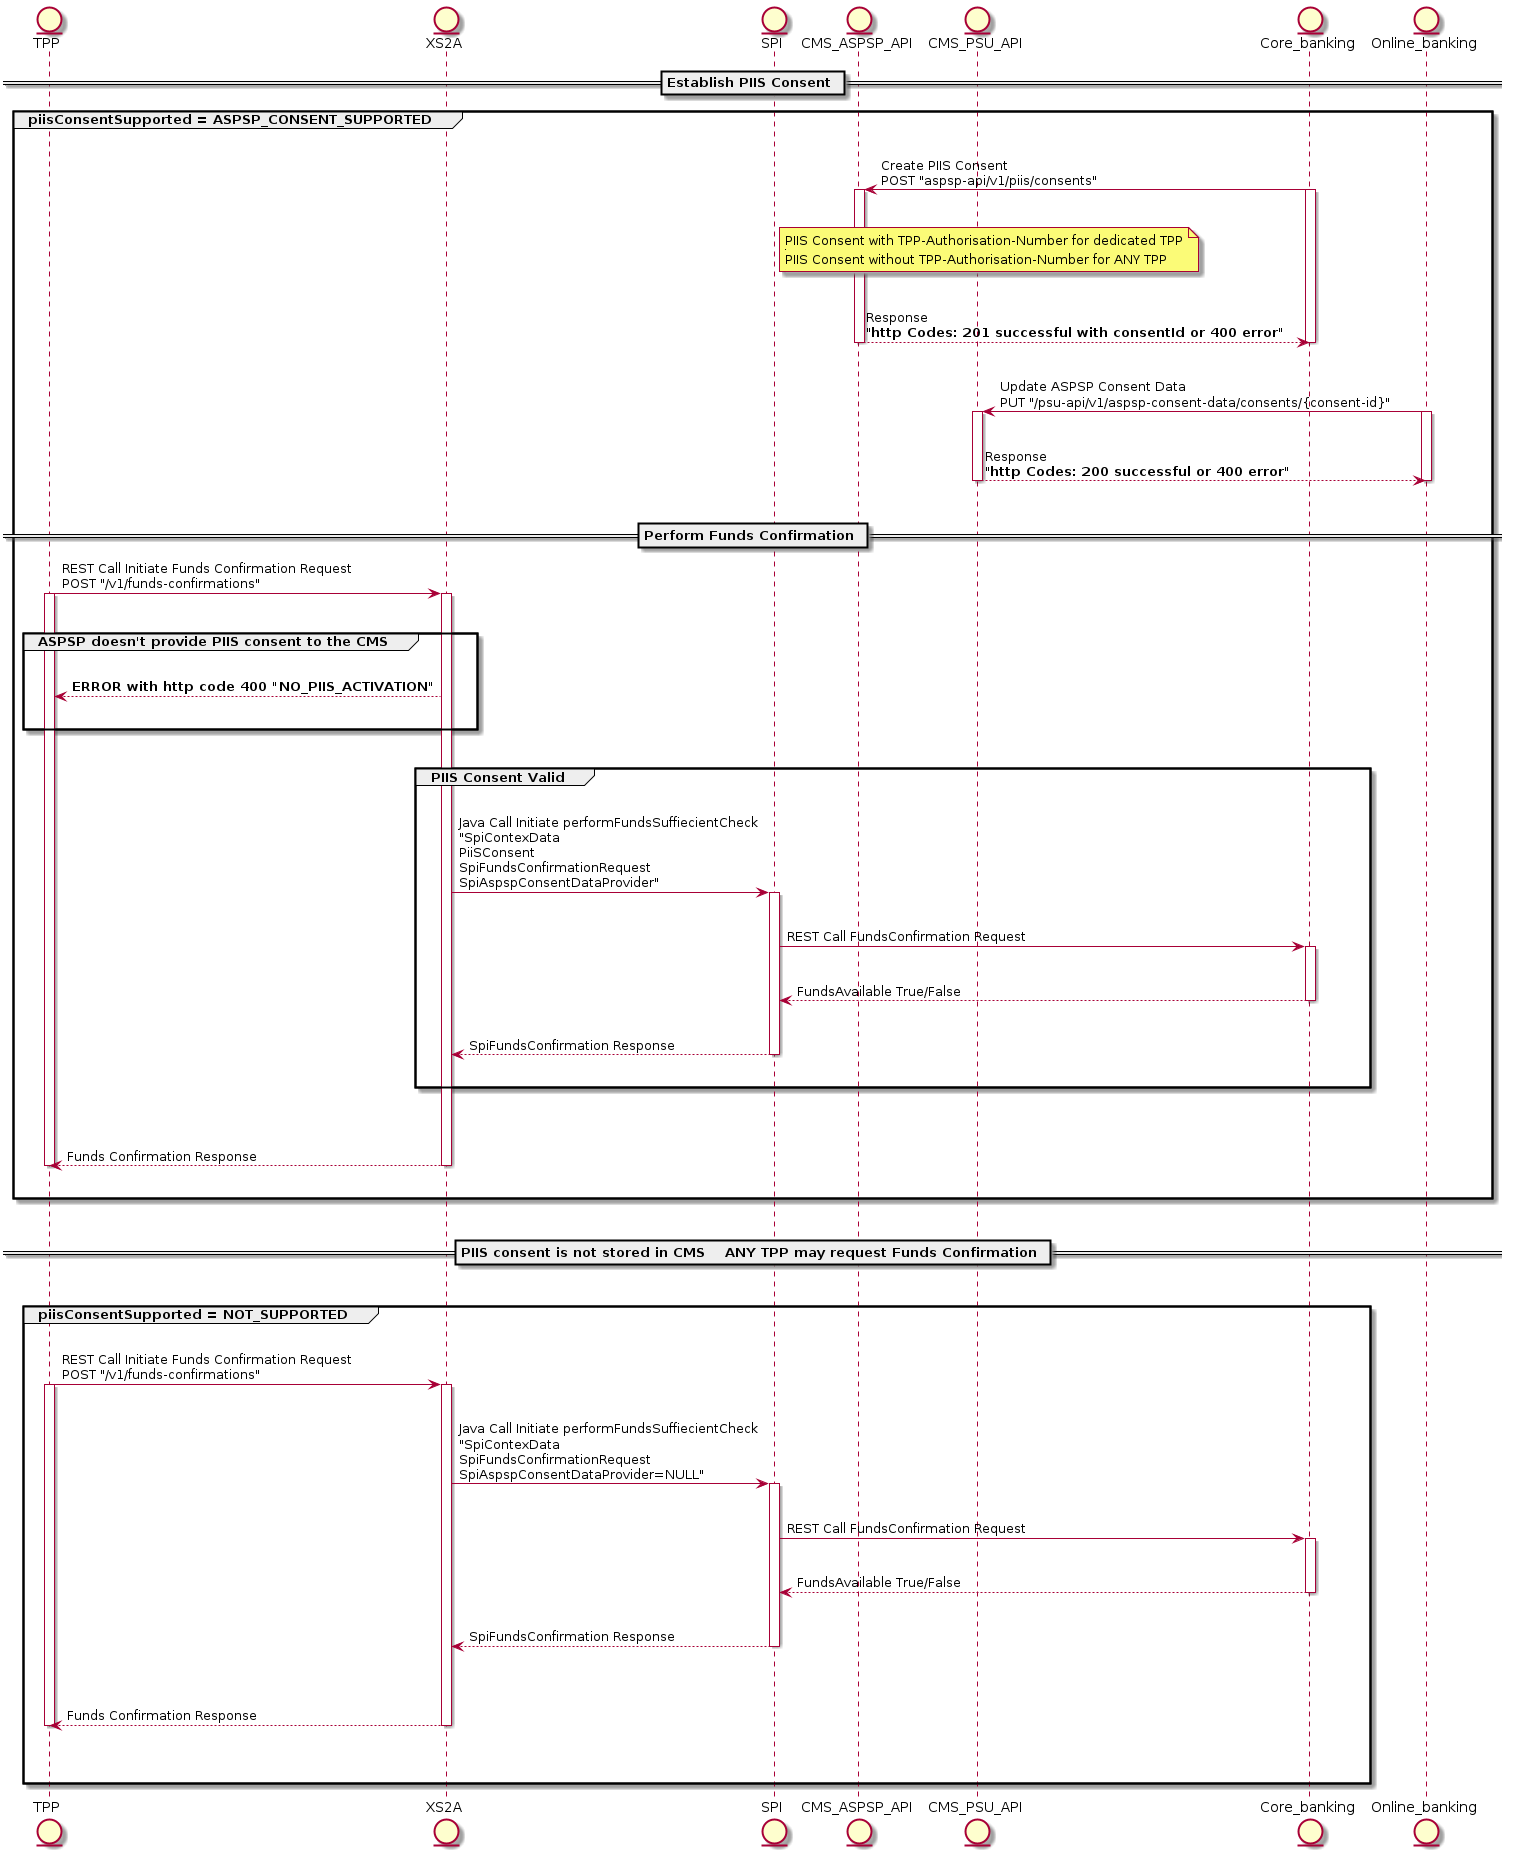 TPP
XS2A
SPI
CMS_ASPSP_API
CMS_PSU_API
Core_banking
Online_banking
Establish PIIS Consent
piisConsentSupported = ASPSP_CONSENT_SUPPORTED
Create PIIS Consent
POST "aspsp-api/v1/piis/consents"
PIIS Consent with TPP-Authorisation-Number for dedicated TPP
PIIS Consent without TPP-Authorisation-Number for ANY TPP
Response
"http Codes: 201 successful with consentId or 400 error"
Update ASPSP Consent Data
PUT "/psu-api/v1/aspsp-consent-data/consents/{consent-id}"
Response
"http Codes: 200 successful or 400 error"
Perform Funds Confirmation
REST Call Initiate Funds Confirmation Request
POST "/v1/funds-confirmations"
ASPSP doesn't provide PIIS consent to the CMS
ERROR with http code 400 "NO_PIIS_ACTIVATION"
PIIS Consent Valid
Java Call Initiate performFundsSuffiecientCheck
"SpiContexData
PiiSConsent
SpiFundsConfirmationRequest
SpiAspspConsentDataProvider"
REST Call FundsConfirmation Request
FundsAvailable True/False
SpiFundsConfirmation Response
Funds Confirmation Response
PIIS consent is not stored in CMS    ANY TPP may request Funds Confirmation
piisConsentSupported = NOT_SUPPORTED
REST Call Initiate Funds Confirmation Request
POST "/v1/funds-confirmations"
Java Call Initiate performFundsSuffiecientCheck
"SpiContexData
SpiFundsConfirmationRequest
SpiAspspConsentDataProvider=NULL"
REST Call FundsConfirmation Request
FundsAvailable True/False
SpiFundsConfirmation Response
Funds Confirmation Response
TPP
XS2A
SPI
CMS_ASPSP_API
CMS_PSU_API
Core_banking
Online_banking